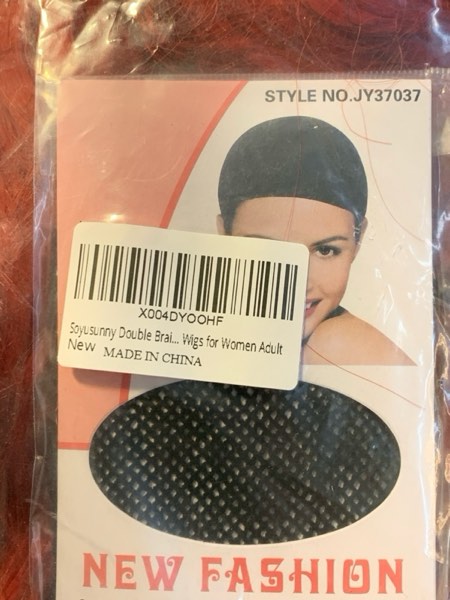 STYLE NO.JY37037
X004DYOOHF
Soyusunny Double Brai... Wigs for Women Adult
New MADE IN CHINA
NEW FASHION